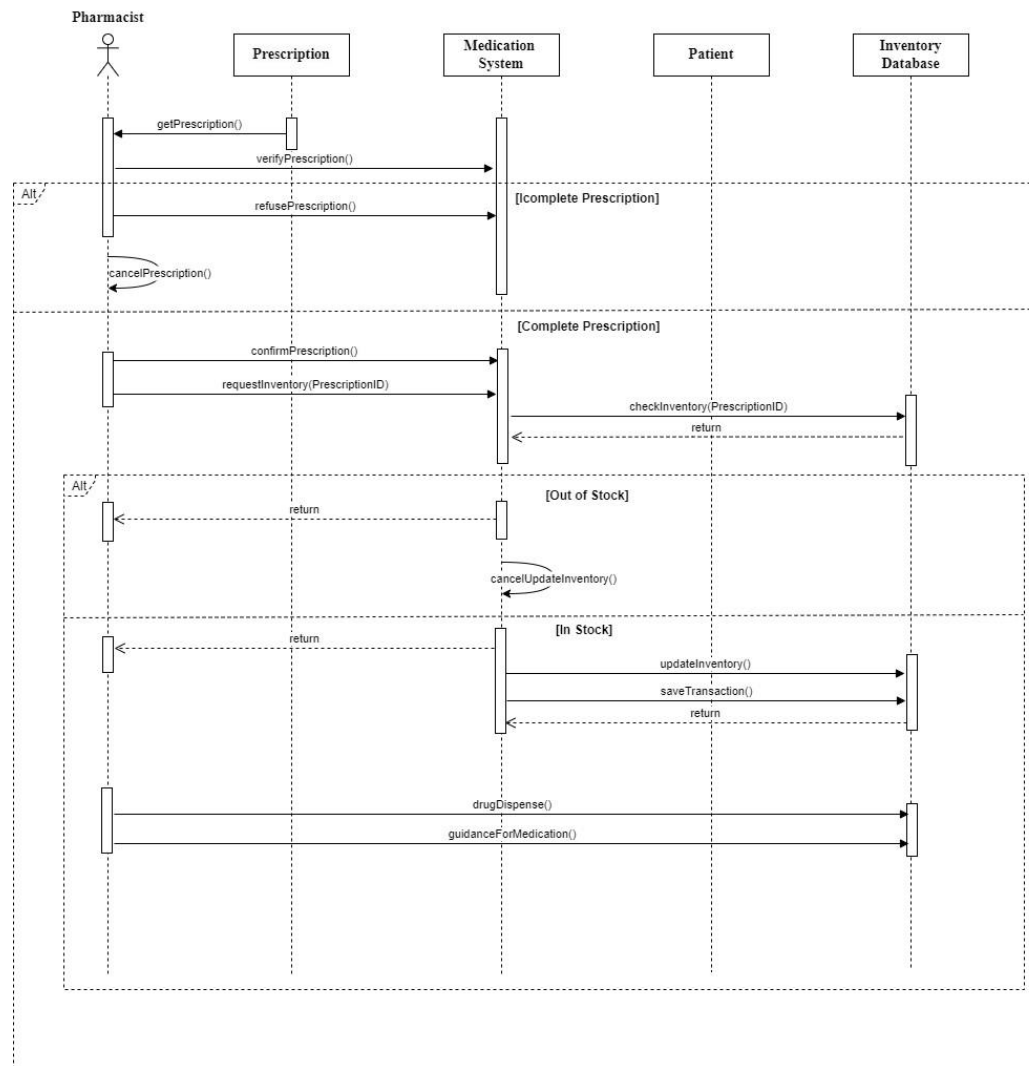 Pharmacist
Prescription
Medication
System
Patient
Inventory
Database
getPrescription()
verifyPrescription()
Alt
[Icomplete Prescription]
refusePrescription()
cancelPrescription()
[Complete Prescription]
confirmPrescription()
requestInventory(PrescriptionID)
checkInventory(PrescriptionID)
return
Alt
[Out of Stock]
return
cancelUpdateInventory()
[In Stock]
return
updateInventory()
saveTransaction()
return
drugDispense()
guidanceForMedication()